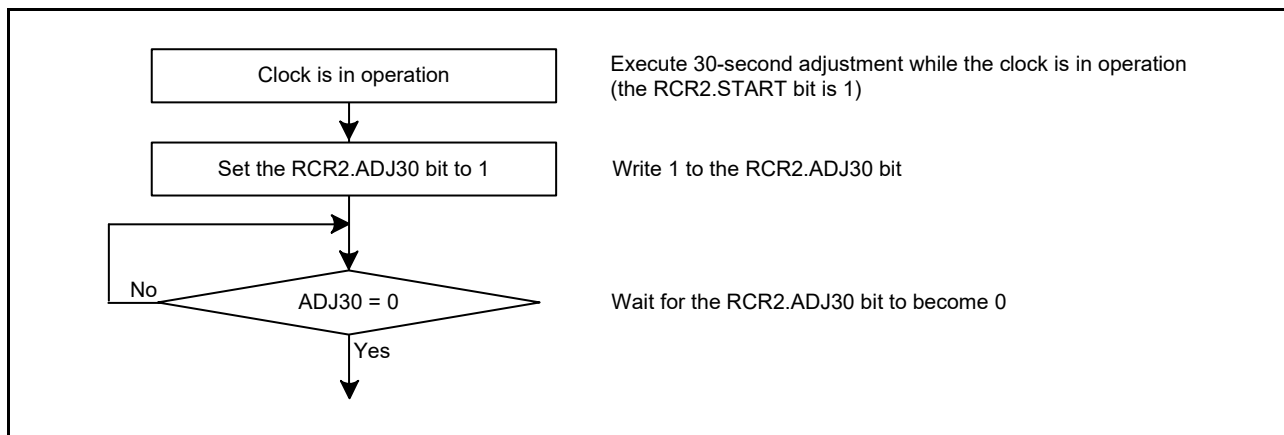 Clock is in operation
Execute 30-second adjustment while the clock is in operation
(the RCR2.START bit is 1)
Set the RCR2.ADJ30 bit to 1
Write 1 to the RCR2.ADJ30 bit
No
ADJ30 = 0
Wait for the RCR2.ADJ30 bit to become 0
Yes